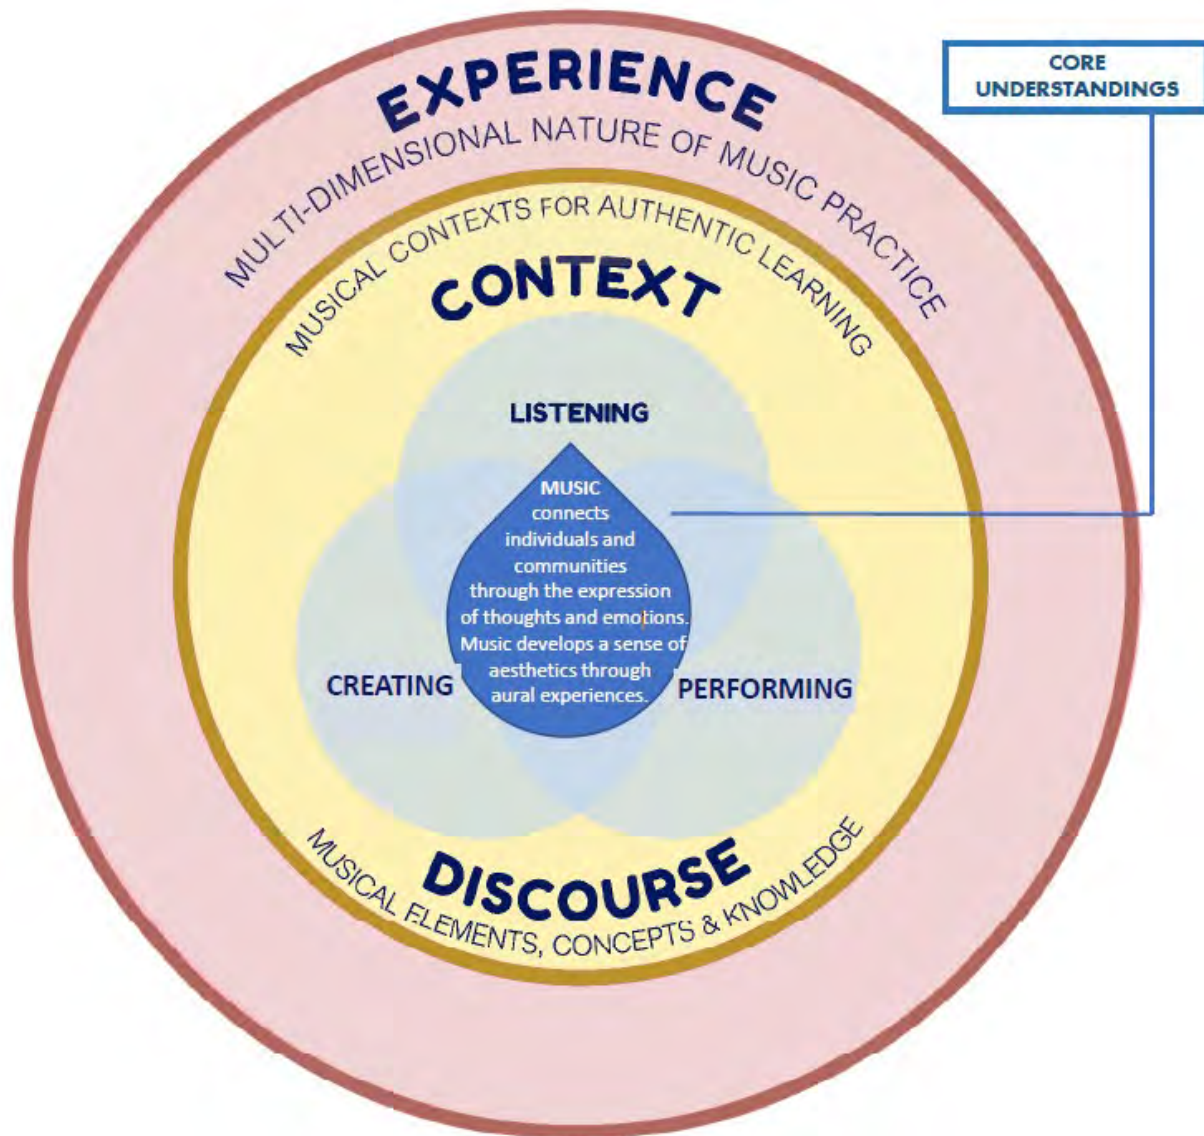 EXPERIENCE
MULTI-DIMENSIONAL NATURE OF MUSIC PRACTICE
CORE
UNDERSTANDINGS
MUSICAL CONTEXTS FOR AUTHENTIC LEARNING
CONTEXT
LISTENING
MUSIC
connects
individuals and
communities
through the expression
of thoughts and emotions.
Music develops a sense of
aesthetics through
aural experiences.
CREATING
PERFORMING
DISCOURSE
MUSICAL ELEMENTS, CONCEPTS & KNOWLEDGE